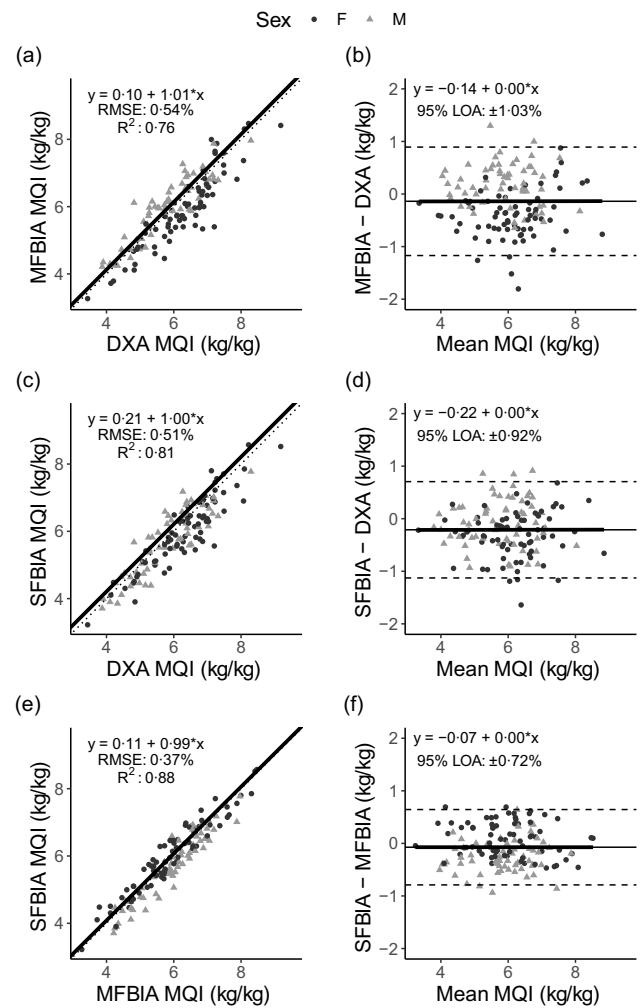 Sex F M
(a)
y = 0·10 + 1·01*x
RMSE: 0·54%
R²: 0·76
8
6
4
MFBIA MQI (kg/kg)
4 6 8
DXA MQI (kg/kg)
(b)
y = −0·14 + 0·00*x
95% LOA: ±1·03%
2
1
0
−1
−2
MFBIA − DXA (kg/kg)
4 6 8
Mean MQI (kg/kg)
(c)
y = 0·21 + 1·00*x
RMSE: 0·51%
R²: 0·81
8
6
4
SFBIA MQI (kg/kg)
4 6 8
DXA MQI (kg/kg)
(d)
y = −0·22 + 0·00*x
95% LOA: ±0·92%
2
1
0
−1
−2
SFBIA − DXA (kg/kg)
4 6 8
Mean MQI (kg/kg)
(e)
y = 0·11 + 0·99*x
RMSE: 0·37%
R²: 0·88
8
6
4
SFBIA MQI (kg/kg)
4 6 8
MFBIA MQI (kg/kg)
(f)
y = −0·07 + 0·00*x
95% LOA: ±0·72%
2
1
0
−1
−2
SFBIA − MFBIA (kg/kg)
4 6 8
Mean MQI (kg/kg)